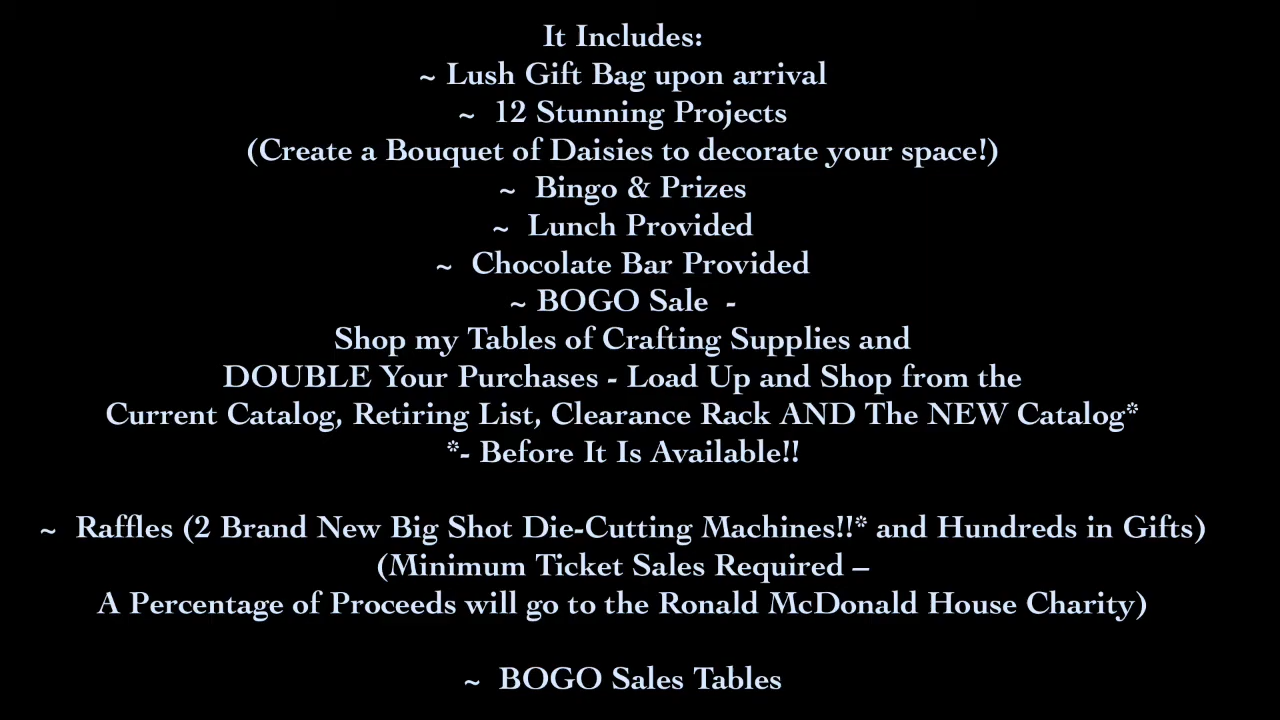 It Includes:
~ Lush Gift Bag upon arrival
~ 12 Stunning Projects
(Create a Bouquet of Daisies to decorate your space!)
~ Bingo & Prizes
~ Lunch Provided
~ Chocolate Bar Provided
~ BOGO Sale -
Shop my Tables of Crafting Supplies and
DOUBLE Your Purchases - Load Up and Shop from the
Current Catalog, Retiring List, Clearance Rack AND The NEW Catalog*
*- Before It Is Available!!
~ Raffles (2 Brand New Big Shot Die-Cutting Machines!!* and Hundreds in Gifts)
(Minimum Ticket Sales Required –
A Percentage of Proceeds will go to the Ronald McDonald House Charity)
~ BOGO Sales Tables